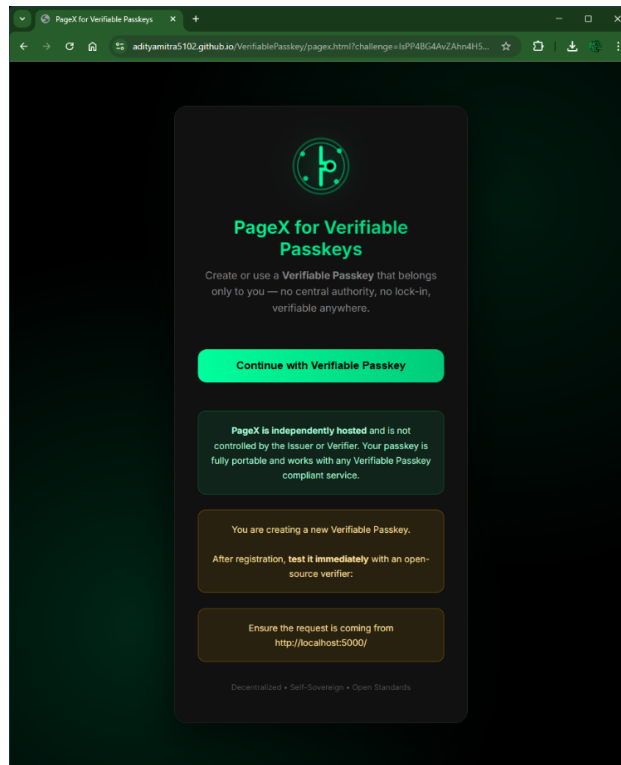 PageX for Verifiable Passkeys
adityamitra5102.github.io/VerifiablePasskey/pagex.html?challenge=IsPP4BG4AvZAhn4H5...
PageX for Verifiable
Passkeys
Create or use a Verifiable Passkey that belongs
only to you — no central authority, no lock-in,
verifiable anywhere.
Continue with Verifiable Passkey
PageX is independently hosted and is not
controlled by the Issuer or Verifier. Your passkey is
fully portable and works with any Verifiable Passkey
compliant service.
You are creating a new Verifiable Passkey.
After registration, test it immediately with an open-
source verifier:
Ensure the request is coming from
http://localhost:5000/
Decentralized • Self-Sovereign • Open Standards